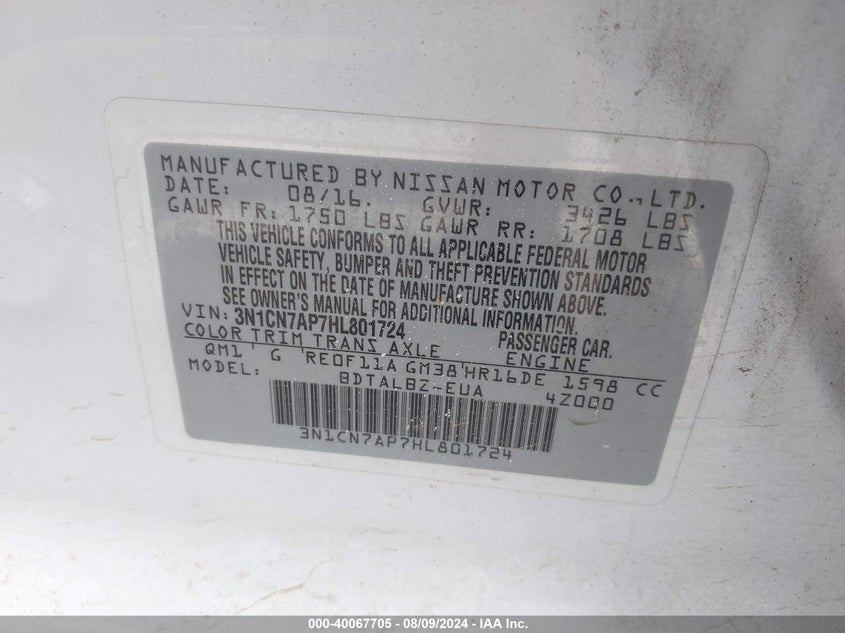 MANUFACTURED BY NISSAN MOTOR CO., LTD.
DATE: 08/16. GVWR: 3426 LBS
GAWR FR: 1750 LBS GAWR RR: 1708 LBS
THIS VEHICLE CONFORMS TO ALL APPLICABLE FEDERAL MOTOR
VEHICLE SAFETY, BUMPER AND THEFT PREVENTION STANDARDS
IN EFFECT ON THE DATE OF MANUFACTURE SHOWN ABOVE.
SEE OWNER'S MANUAL FOR ADDITIONAL INFORMATION.
VIN: 3N1CN7AP7HL801724 PASSENGER CAR.
COLOR TRIM TRANS AXLE ENGINE
QM1 G RE0F11A GM38 HR16DE 1598 CC
MODEL: BDTALBZ-EUA 4Z000
3N1CN7AP7HL801724
000-40067705 - 08/09/2024 - IAA Inc.